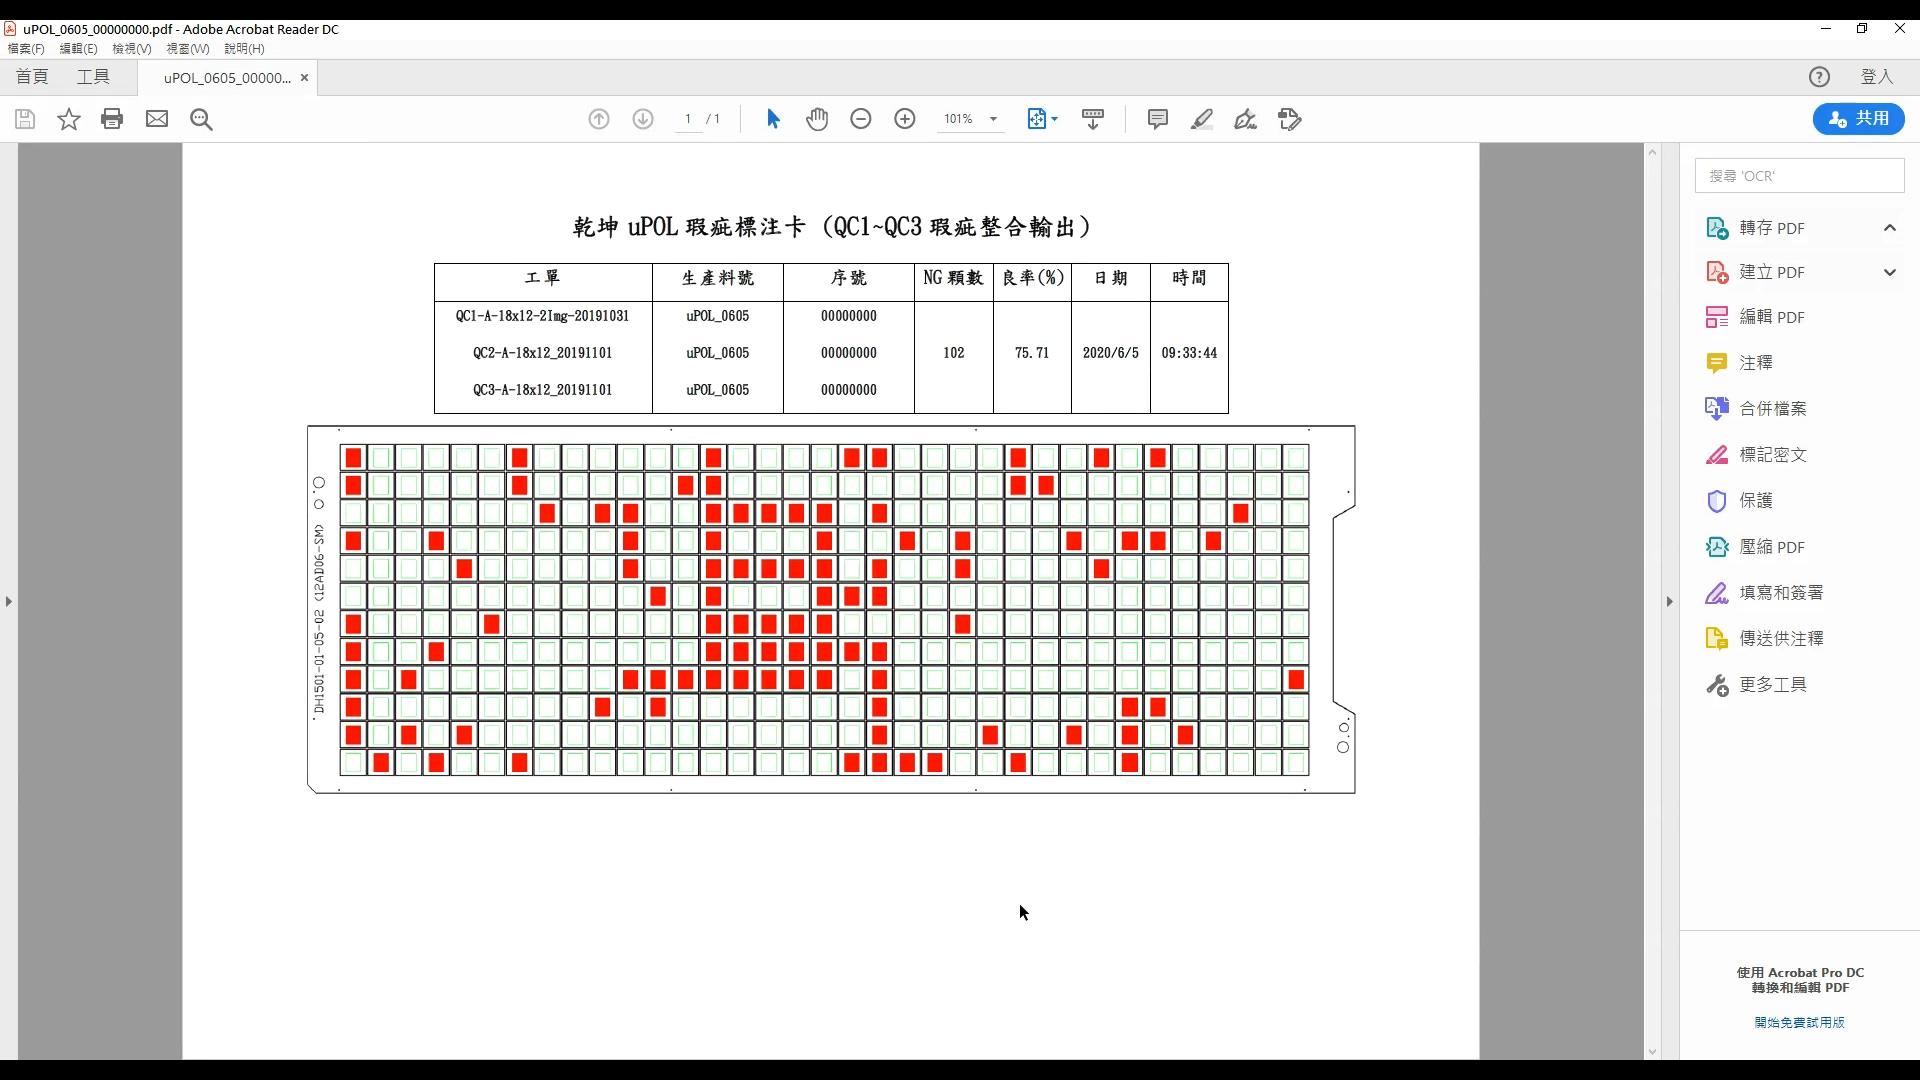 uPOL_0605_00000000.pdf - Adobe Acrobat Reader DC
檔案(F) 編輯(E) 檢視(V) 視窗(W) 說明(H)
首頁 工具 uPOL_0605_00000... × 登入
1 / 1 101% 共用
搜尋 'OCR'
轉存 PDF
建立 PDF
編輯 PDF
注釋
合併檔案
標記密文
保護
壓縮 PDF
填寫和簽署
傳送供注釋
更多工具
使用 Acrobat Pro DC
轉換和編輯 PDF
開始免費試用版
乾坤 uPOL 瑕疵標注卡 (QC1~QC3 瑕疵整合輸出)
工單 生產料號 序號 NG 顆數 良率(%) 日期 時間
QC1-A-18x12-2Img-20191031 uPOL_0605 00000000
QC2-A-18x12_20191101 uPOL_0605 00000000 102 75.71 2020/6/5 09:33:44
QC3-A-18x12_20191101 uPOL_0605 00000000
DH1501-01-05-02 (12AD06-SM)